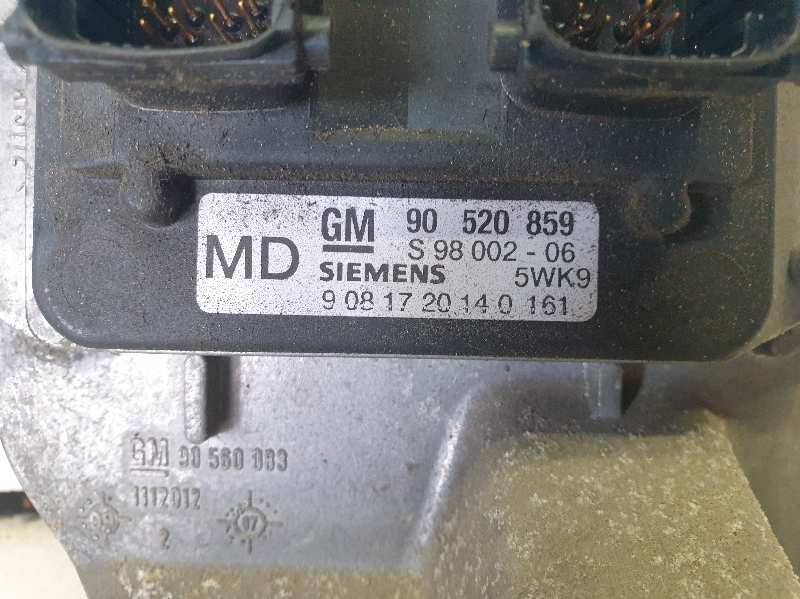 GM 90 520 859
MD S 98 002 - 06
SIEMENS 5WK9
9 08 17 20 14 0 161
GM 90 560 083
1112012
97
2